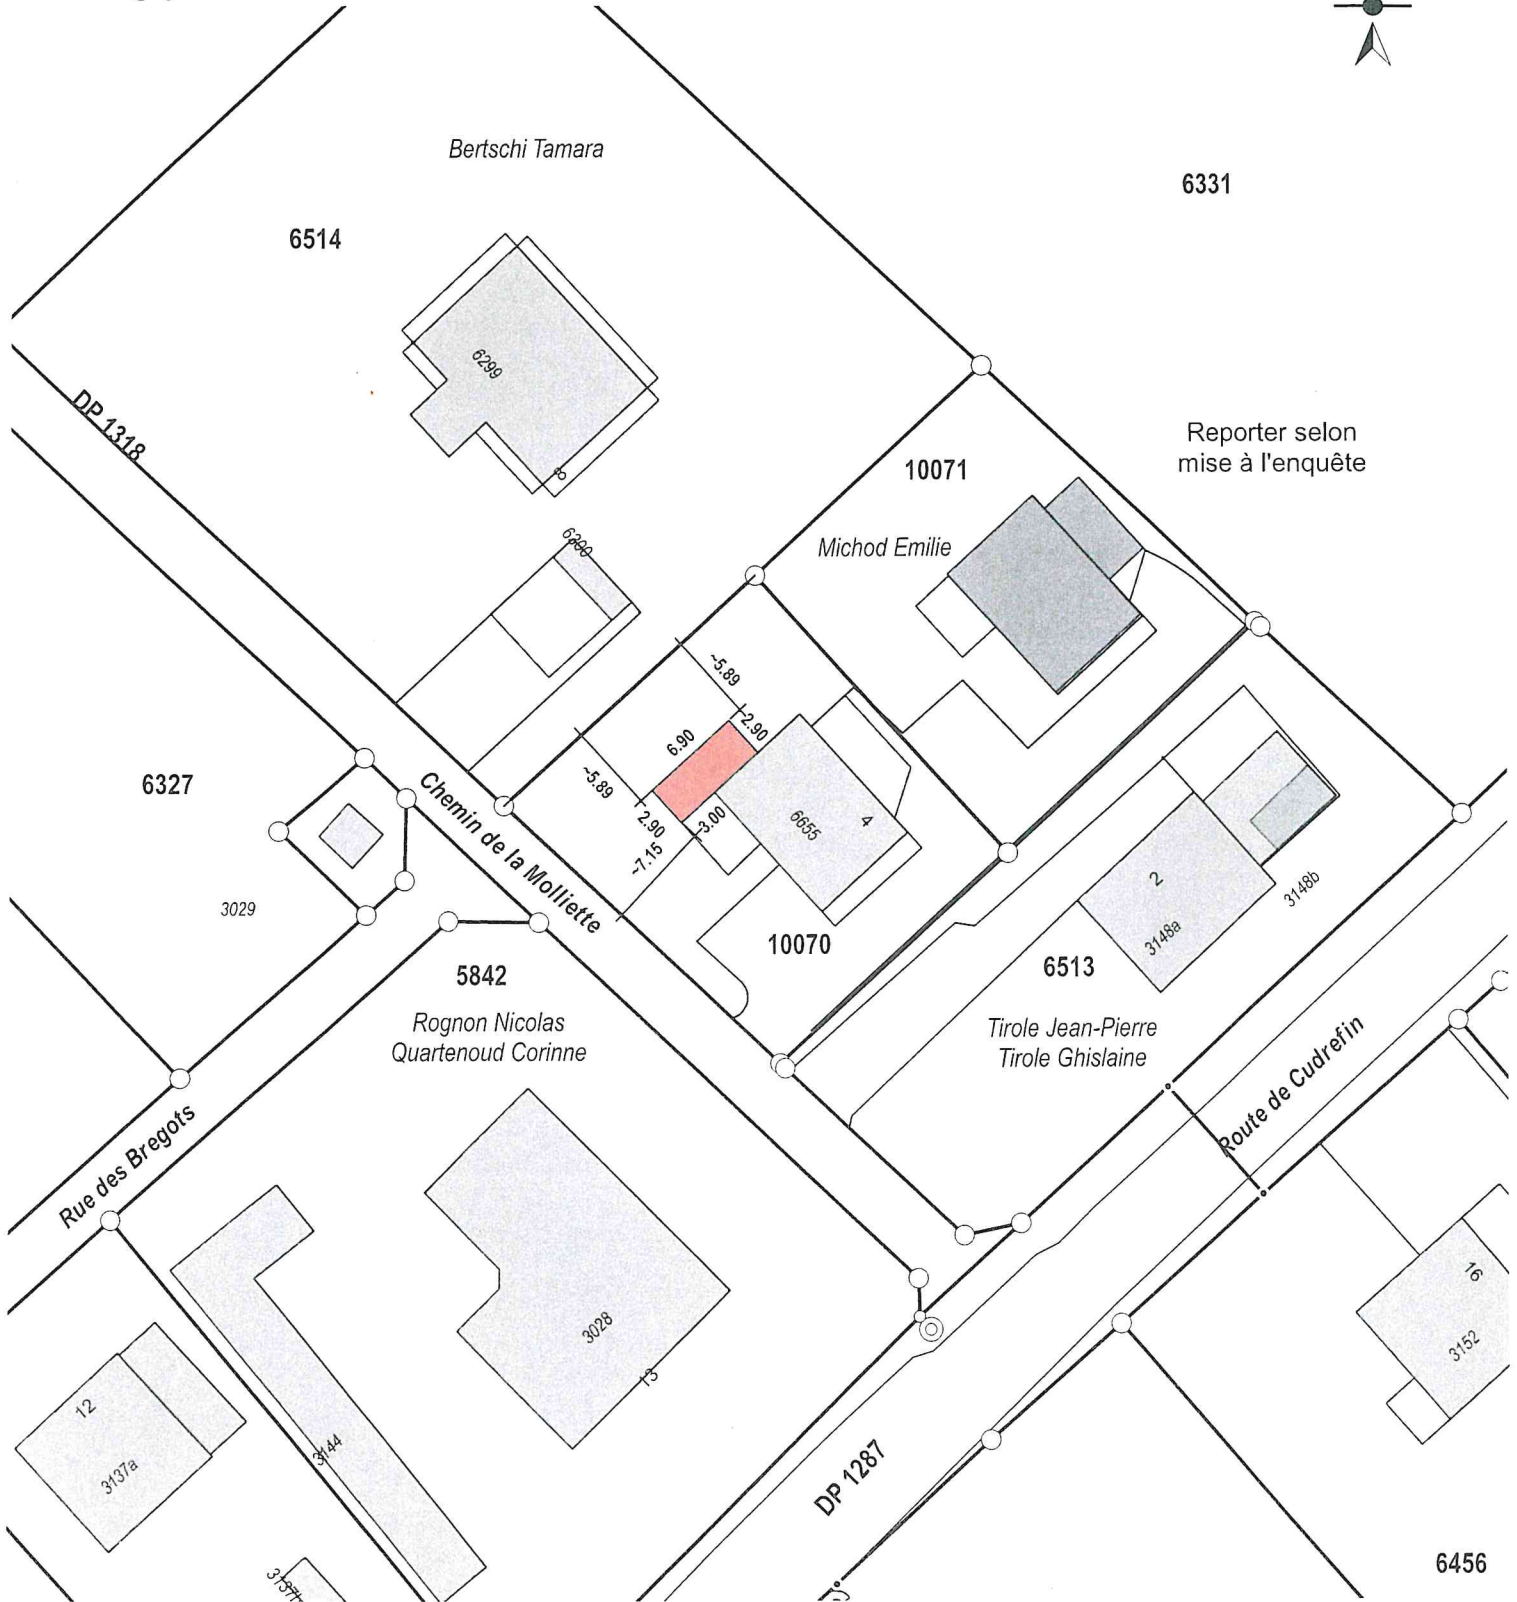 Bertschi Tamara
6331
6514
6299
8
DP 1318
Reporter selon
mise à l'enquête
10071
Michod Emilie
6300
~5.89
2.90
6.90
~5.89
2.90
3.00
~7.15
6655
4
6327
Chemin de la Molliette
3029
10070
2
3148a
3148b
6513
5842
Rognon Nicolas
Quartenoud Corinne
Tirole Jean-Pierre
Tirole Ghislaine
Route de Cudrefin
Rue des Bregots
3028
13
16
3152
12
3137a
3144
DP 1287
6456